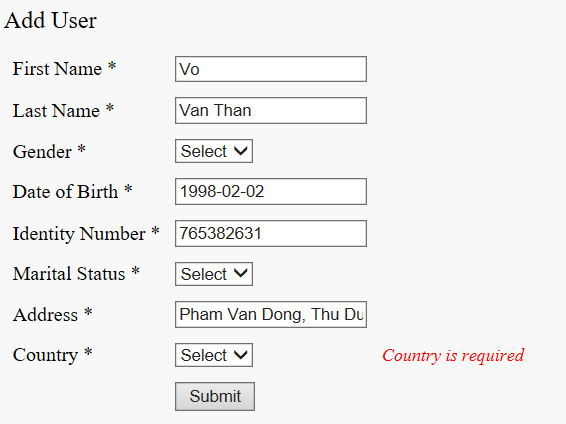 Add User
First Name * Vo
Last Name * Van Than
Gender * Select
Date of Birth * 1998-02-02
Identity Number * 765382631
Marital Status * Select
Address * Pham Van Dong, Thu Du
Country * Select Country is required
Submit